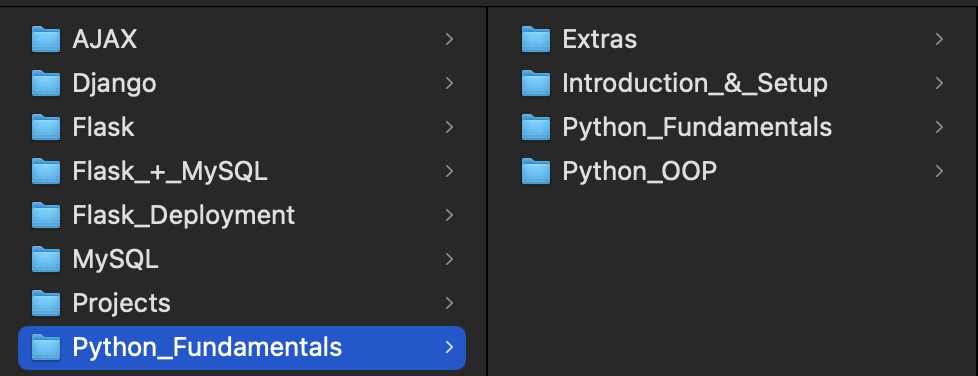 AJAX
Django
Flask
Flask_+_MySQL
Flask_Deployment
MySQL
Projects
Python_Fundamentals
Extras
Introduction_&_Setup
Python_Fundamentals
Python_OOP